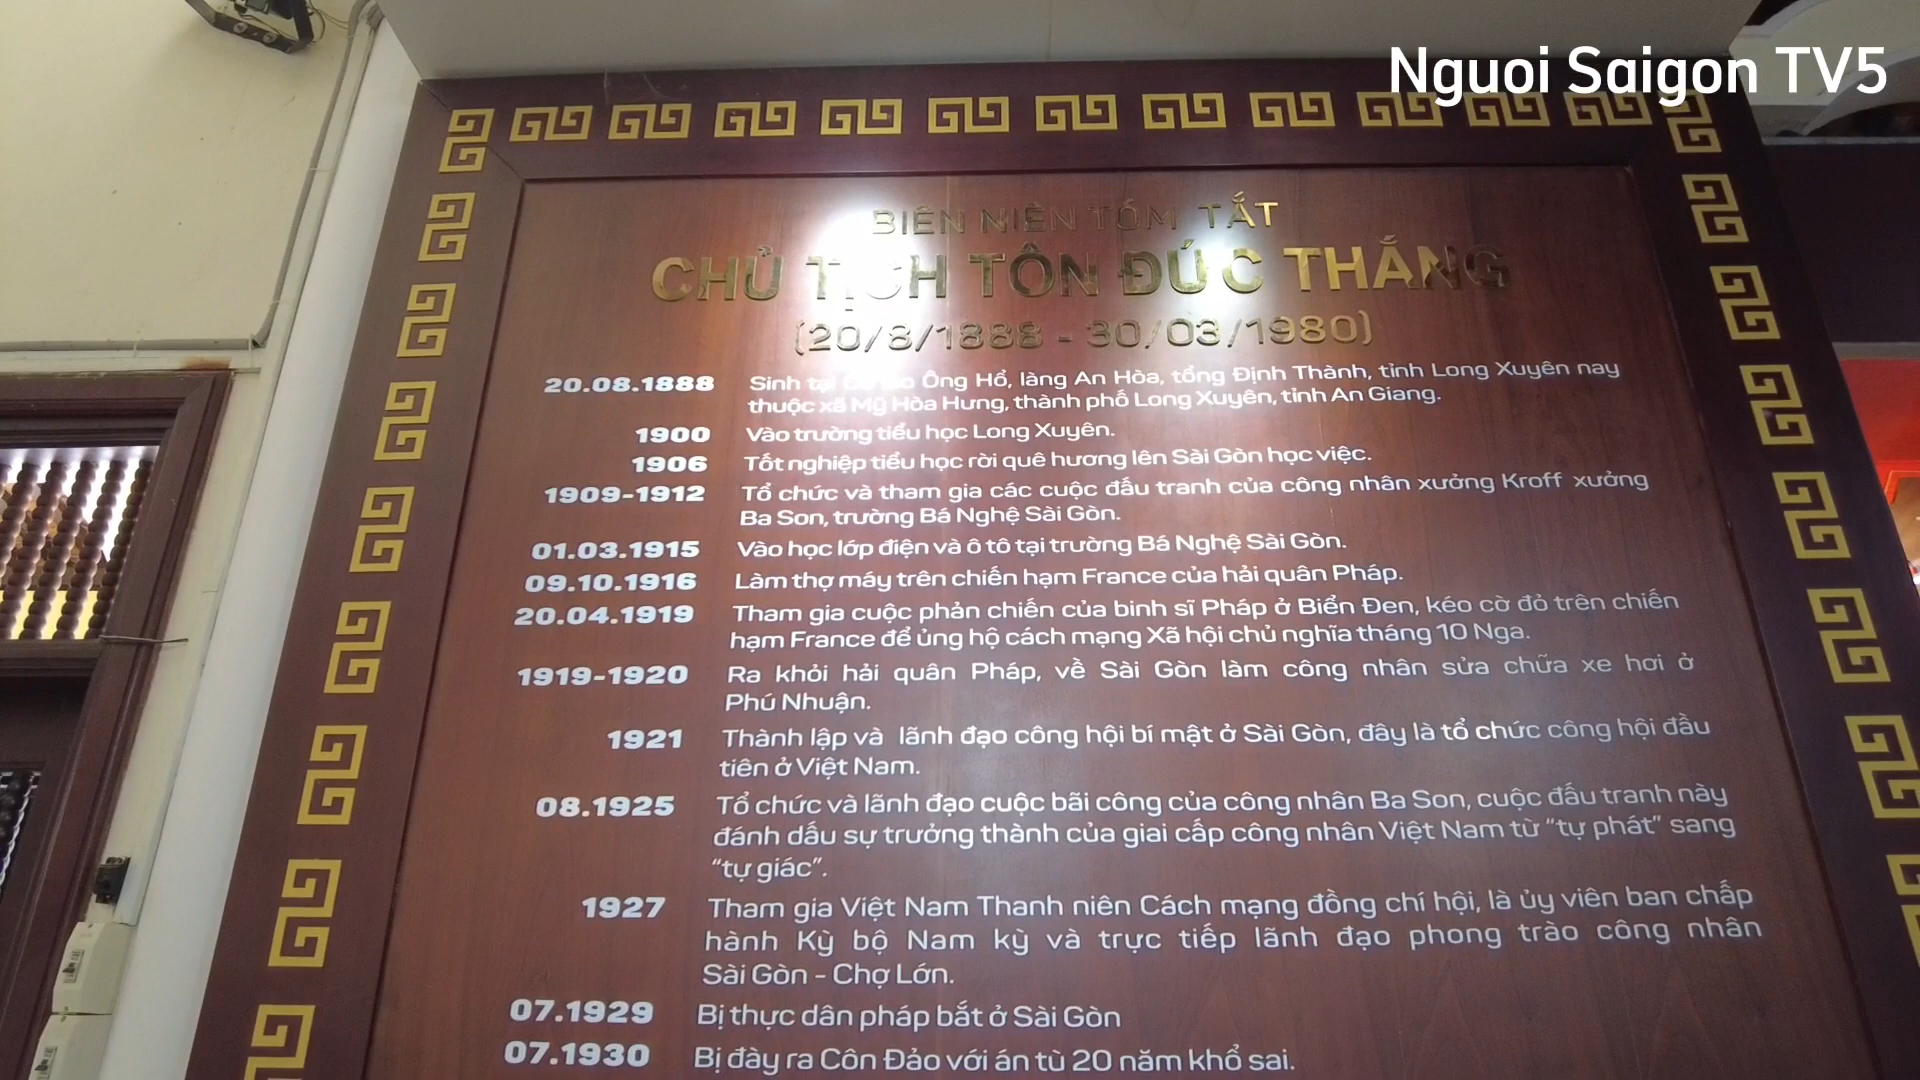 Nguoi Saigon TV5
BIÊN NIÊN TÓM TẮT
CHỦ TỊCH TÔN ĐỨC THẮNG
(20/8/1888 - 30/03/1980)
20.08.1888 Sinh tại Ông Hổ, làng An Hòa, tổng Định Thành, tỉnh Long Xuyên nay
thuộc xã Mỹ Hòa Hưng, thành phố Long Xuyên, tỉnh An Giang.
1900 Vào trường tiểu học Long Xuyên.
1906 Tốt nghiệp tiểu học rời quê hương lên Sài Gòn học việc.
1909-1912 Tổ chức và tham gia các cuộc đấu tranh của công nhân xưởng Kroff xưởng
Ba Son, trường Bá Nghệ Sài Gòn.
01.03.1915 Vào học lớp điện và ô tô tại trường Bá Nghệ Sài Gòn.
09.10.1916 Làm thợ máy trên chiến hạm France của hải quân Pháp.
20.04.1919 Tham gia cuộc phản chiến của binh sĩ Pháp ở Biển Đen, kéo cờ đỏ trên chiến
hạm France để ủng hộ cách mạng Xã hội chủ nghĩa tháng 10 Nga.
1919-1920 Ra khỏi hải quân Pháp, về Sài Gòn làm công nhân sửa chữa xe hơi ở
Phú Nhuận.
1921 Thành lập và lãnh đạo công hội bí mật ở Sài Gòn, đây là tổ chức công hội đầu
tiên ở Việt Nam.
08.1925 Tổ chức và lãnh đạo cuộc bãi công của công nhân Ba Son, cuộc đấu tranh này
đánh dấu sự trưởng thành của giai cấp công nhân Việt Nam từ “tự phát” sang
“tự giác”.
1927 Tham gia Việt Nam Thanh niên Cách mạng đồng chí hội, là ủy viên ban chấp
hành Kỳ bộ Nam kỳ và trực tiếp lãnh đạo phong trào công nhân
Sài Gòn - Chợ Lớn.
07.1929 Bị thực dân pháp bắt ở Sài Gòn
07.1930 Bị đày ra Côn Đảo với án tù 20 năm khổ sai.